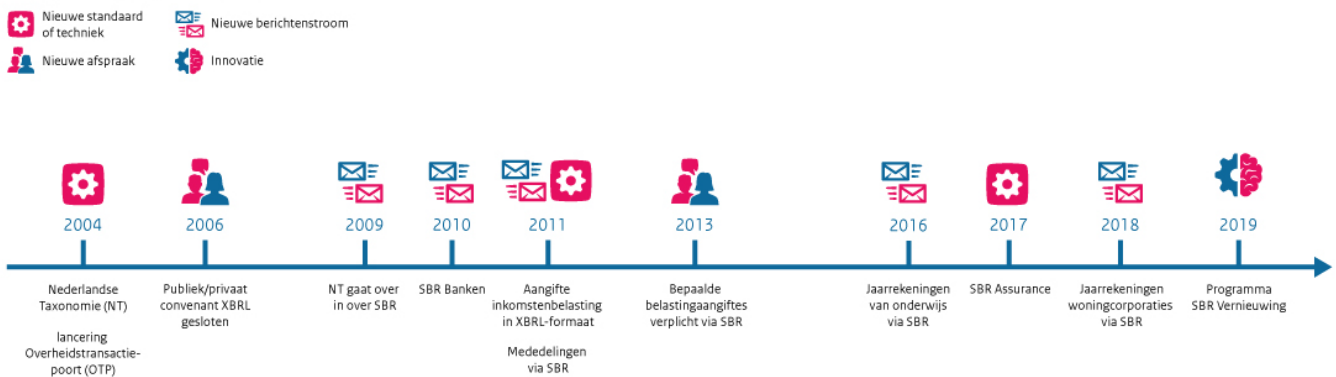 Nieuwe standaard
of techniek
Nieuwe berichtenstroom
Nieuwe afspraak
Innovatie
2004
2006
2009
2010
2011
2013
2016
2017
2018
2019
Nederlandse
Taxonomie (NT)
lancering
Overheidstransactie-
poort (OTP)
Publiek/privaat
convenant XBRL
gesloten
NT gaat over
in over SBR
SBR Banken
Aangifte
inkomstenbelasting
in XBRL-formaat
Mededelingen
via SBR
Bepaalde
belastingaangiftes
verplicht via SBR
Jaarrekeningen
van onderwijs
via SBR
SBR Assurance
Jaarrekeningen
woningcorporaties
via SBR
Programma
SBR Vernieuwing